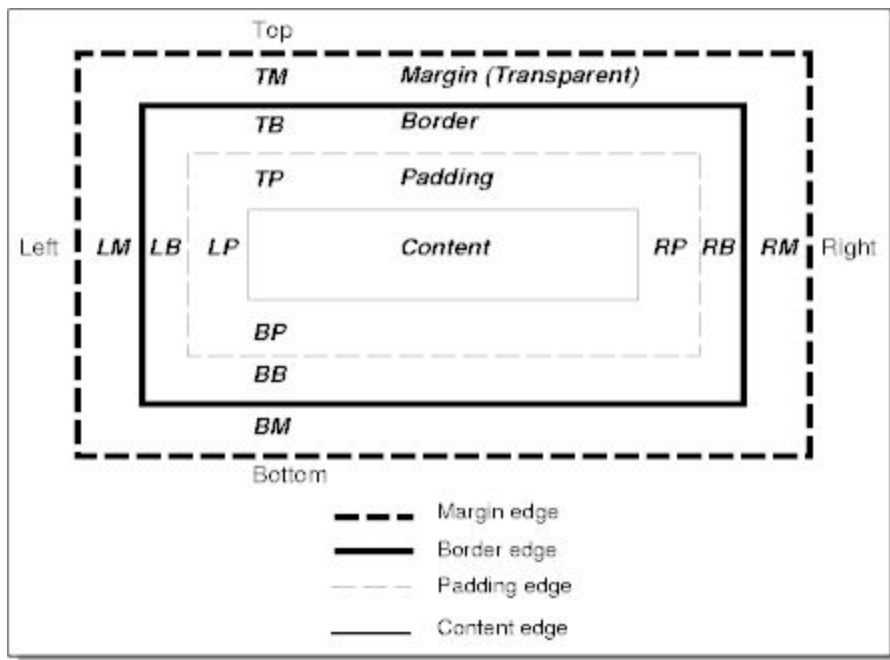 Top
TM Margin (Transparent)
TB Border
TP Padding
Left LM LB LP Content RP RB RM Right
BP
BB
BM
Bottom
Margin edge
Border edge
Padding edge
Content edge